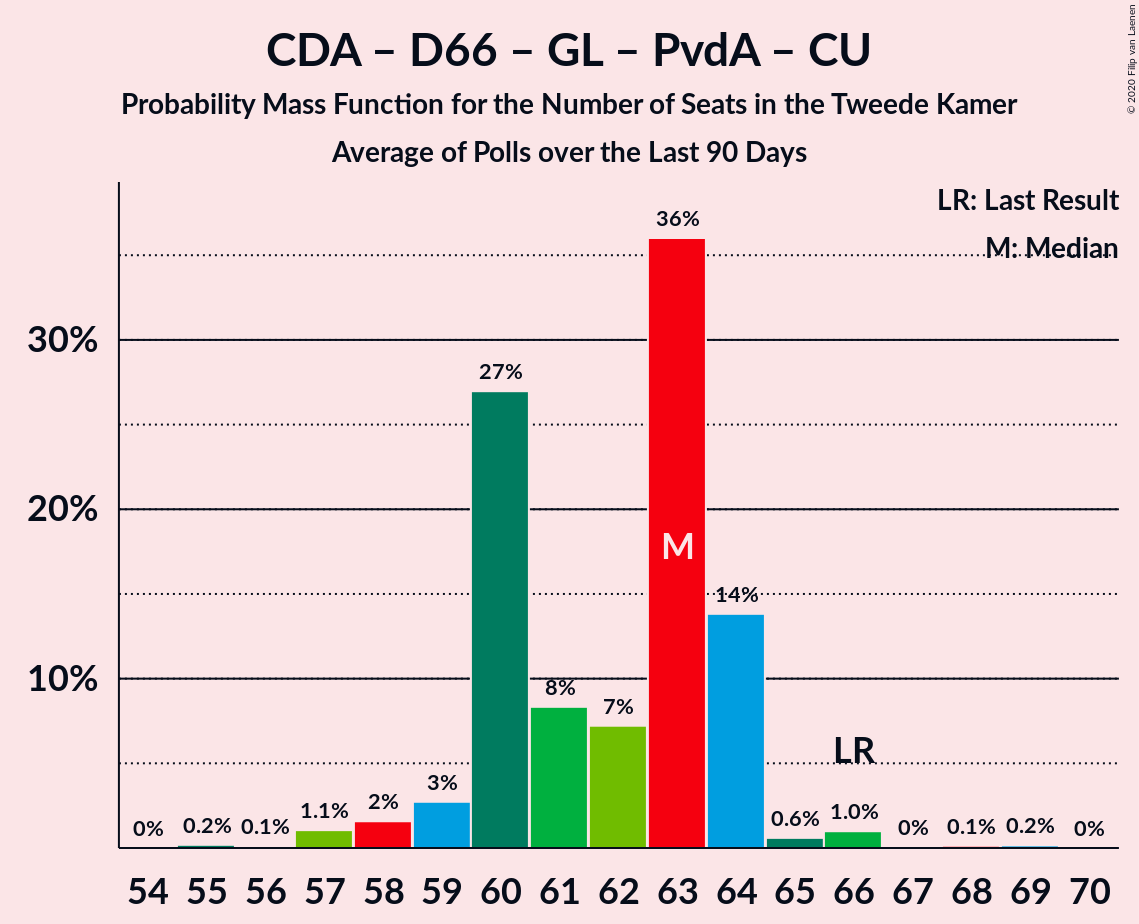 CDA – D66 – GL – PvdA – CU
Probability Mass Function for the Number of Seats in the Tweede Kamer
Average of Polls over the Last 90 Days
© 2020 Filip van Laenen
LR: Last Result
M: Median
36%
30%
27%
20%
M
14%
10%
8%
7%
LR
3%
2%
1.1%
1.0%
0.6%
0% 0.2% 0.1% 0% 0.1% 0.2% 0%
54 55 56 57 58 59 60 61 62 63 64 65 66 67 68 69 70